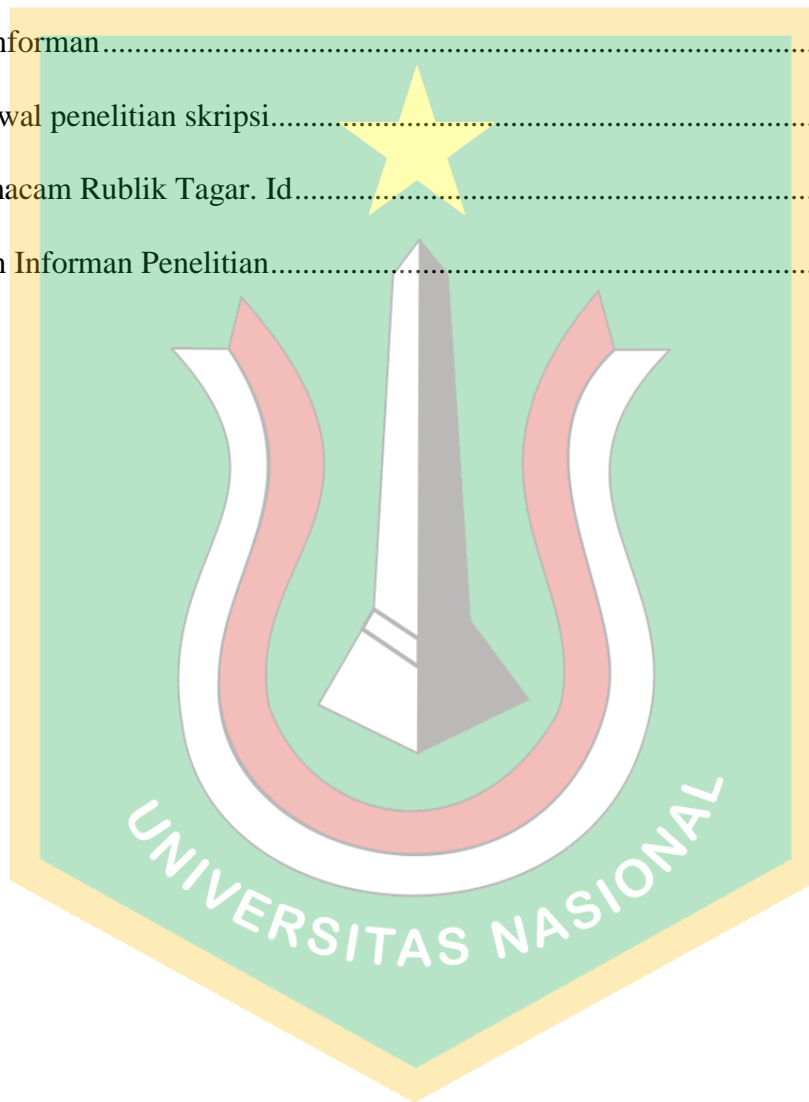 nforman........................................................................................
wal penelitian skripsi...................................................................
nacam Rublik Tagar. Id................................................................
n Informan Penelitian...................................................................
UNIVERSITAS NASIONAL